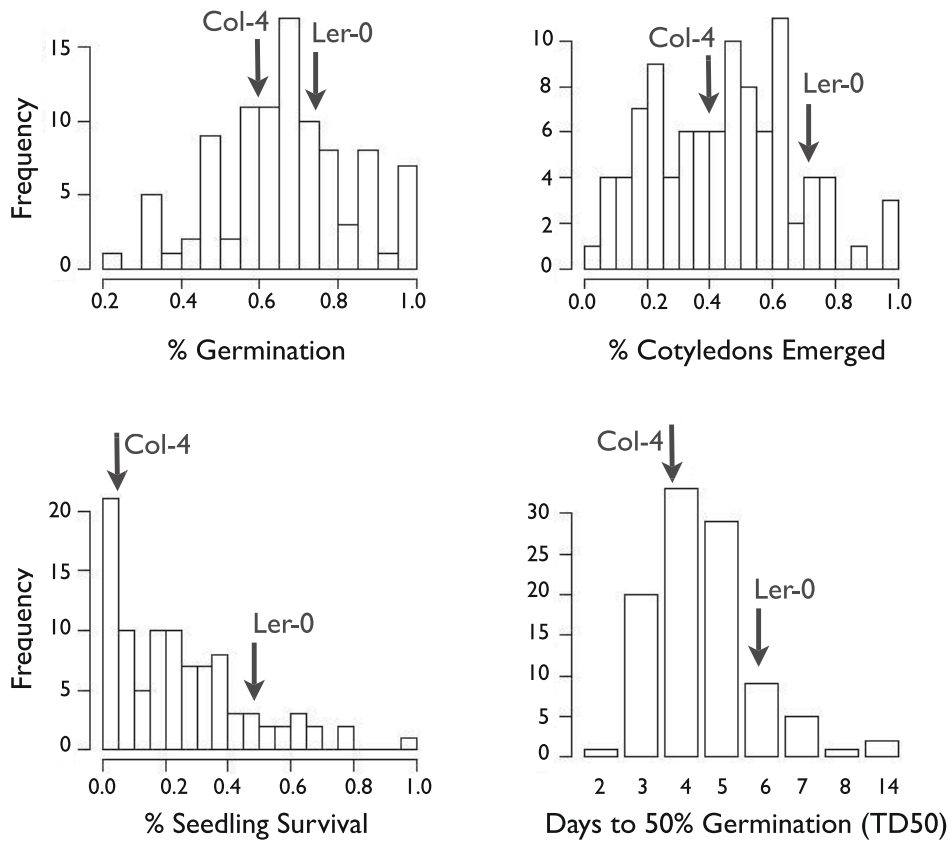 Col-4
Ler-0
Frequency
15
10
5
0
0.2 0.4 0.6 0.8 1.0
% Germination
Col-4
Ler-0
10
8
6
4
2
0
0.0 0.2 0.4 0.6 0.8 1.0
% Cotyledons Emerged
Col-4
Ler-0
Frequency
20
15
10
5
0
0.0 0.2 0.4 0.6 0.8 1.0
% Seedling Survival
Col-4
Ler-0
30
25
20
15
10
5
0
2 3 4 5 6 7 8 14
Days to 50% Germination (TD50)